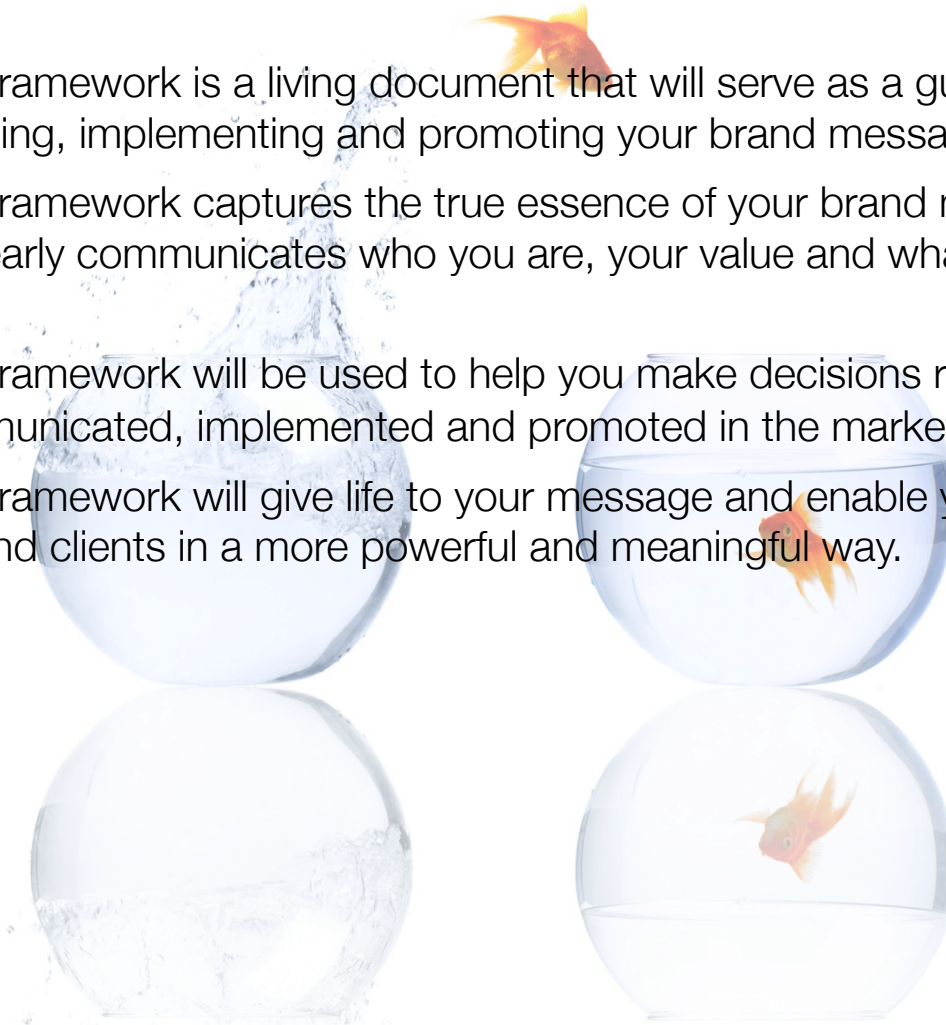 ramework is a living document that will serve as a gu
ing, implementing and promoting your brand messa
ramework captures the true essence of your brand
early communicates who you are, your value and wha
ramework will be used to help you make decisions r
nunicated, implemented and promoted in the marke
ramework will give life to your message and enable y
nd clients in a more powerful and meaningful way.